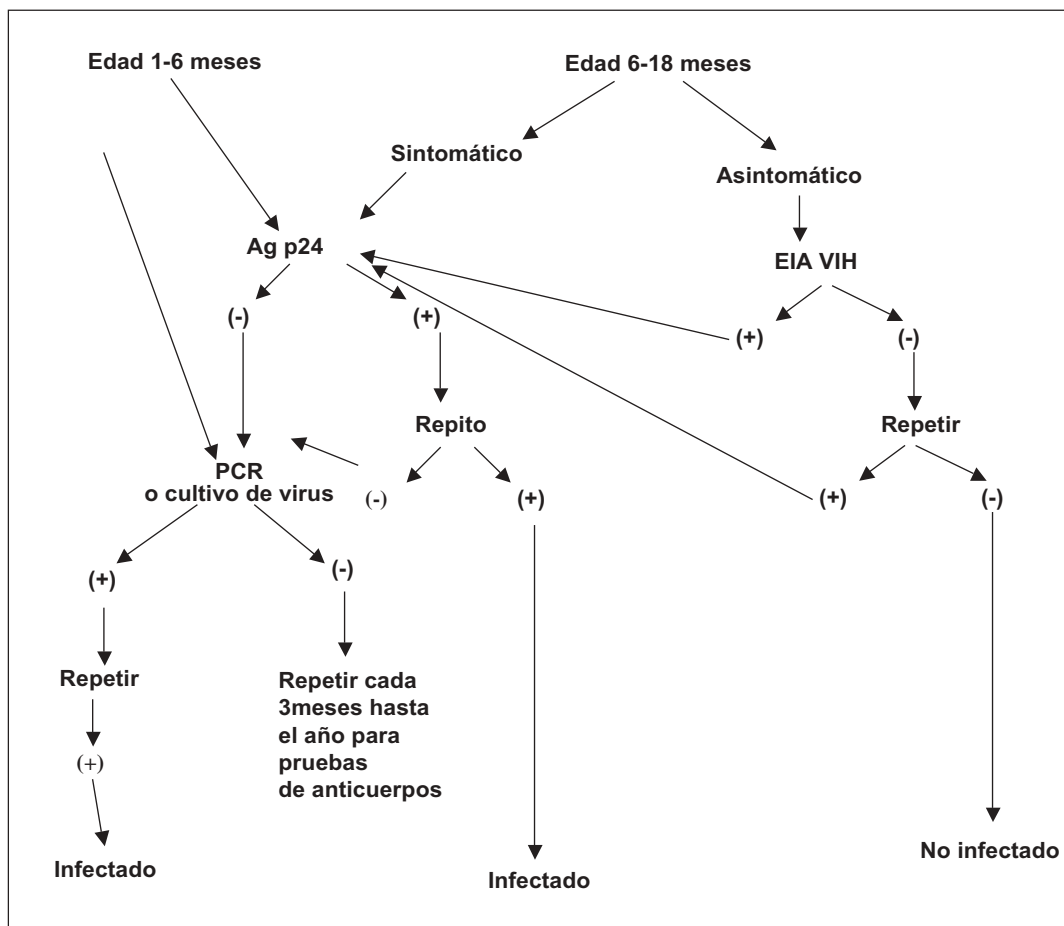 Edad 1-6 meses
Edad 6-18 meses
Sintomático
Asintomático
Ag p24
EIA VIH
(-)
(+)
(+)
(-)
Repito
Repetir
PCR
o cultivo de virus
(-)
(+)
(+)
(-)
(+)
(-)
Repetir
Repetir cada
3meses hasta
el año para
pruebas
de anticuerpos
(+)
Infectado
Infectado
No infectado